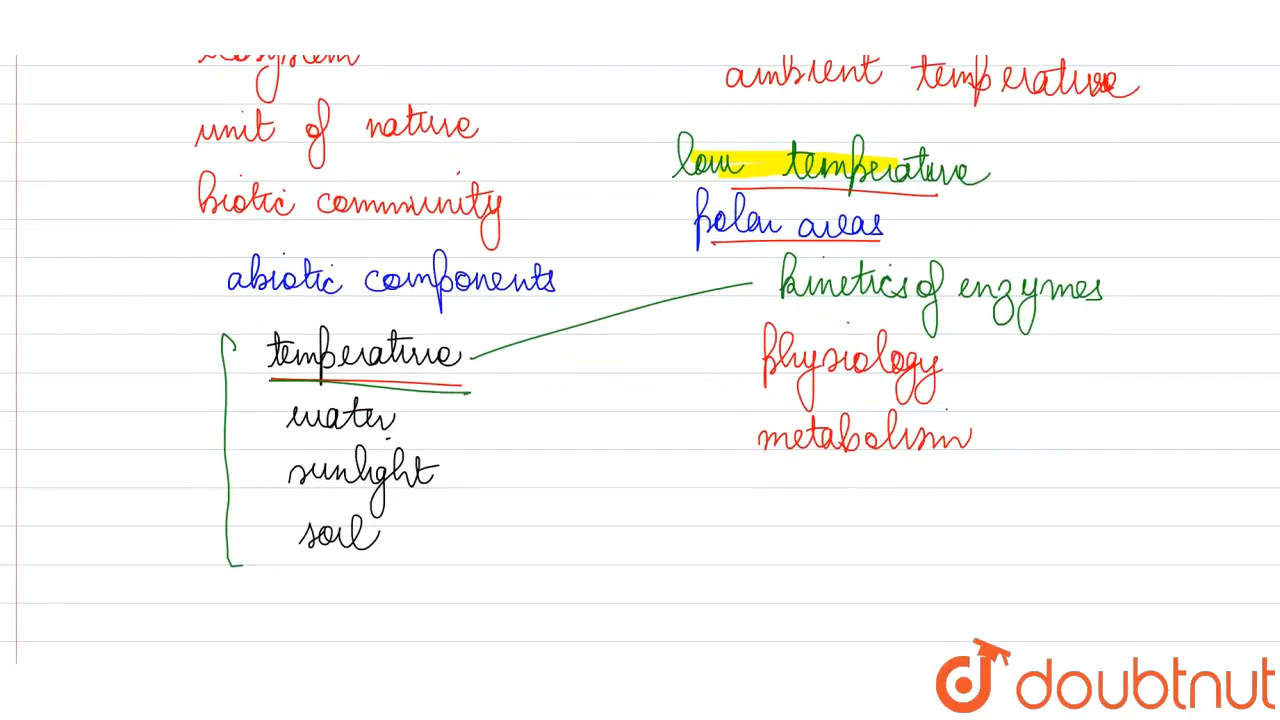 ecosystem
unit of nature
biotic community
abiotic components
temperature
water
sunlight
soil
ambient temperature
low temperature
polar areas
kinetics of enzymes
physiology
metabolism
doubtnut